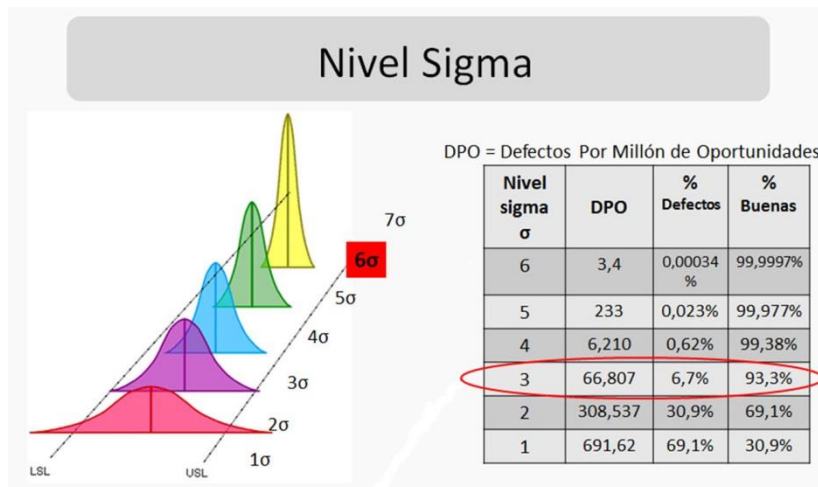 Nivel Sigma
7σ
6σ
5σ
4σ
3σ
2σ
1σ
LSL
USL
DPO = Defectos Por Millón de Oportunidades
Nivel sigma σ DPO % Defectos % Buenas
6 3,4 0,00034 % 99,9997%
5 233 0,023% 99,977%
4 6,210 0,62% 99,38%
3 66,807 6,7% 93,3%
2 308,537 30,9% 69,1%
1 691,62 69,1% 30,9%